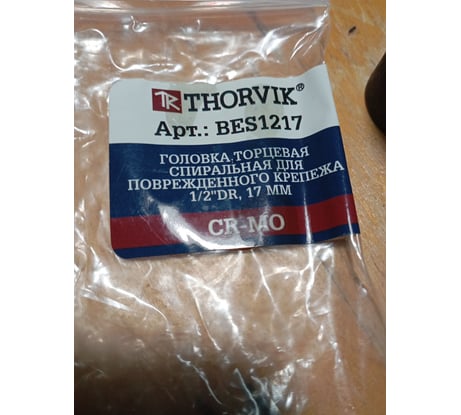 TR THORVIK®
Арт.: BES1217
ГОЛОВКА ТОРЦЕВАЯ
СПИРАЛЬНАЯ ДЛЯ
ПОВРЕЖДЕННОГО КРЕПЕЖА
1/2"DR, 17 ММ
CR-MO